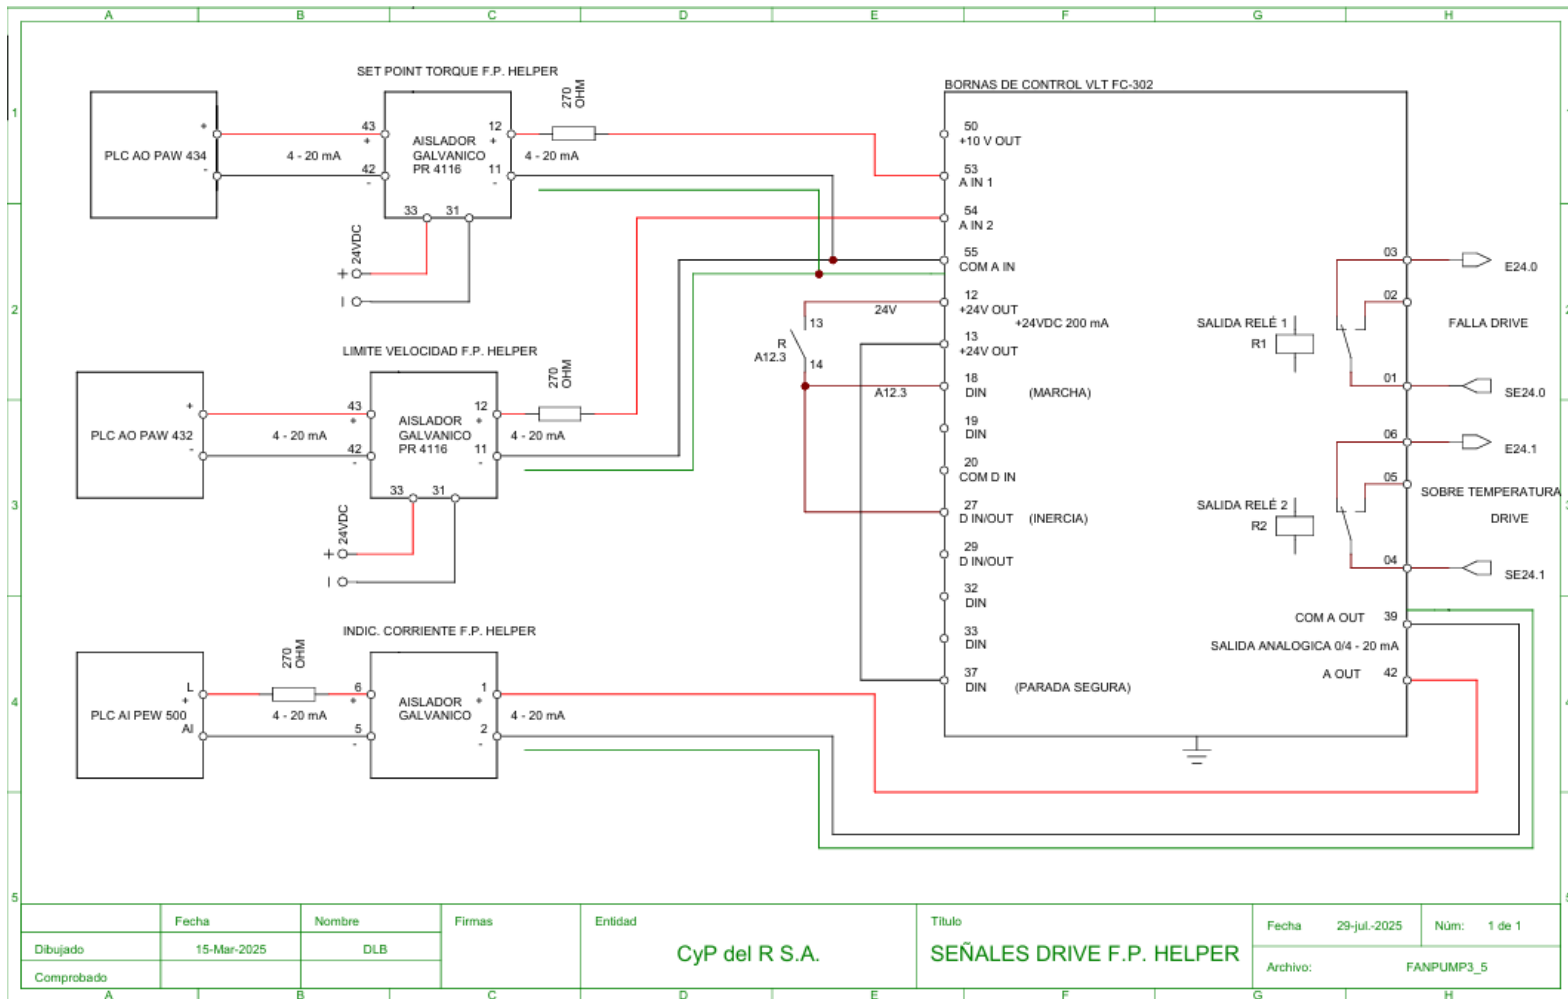 A B C D E F G H
1
2
3
4
5
SET POINT TORQUE F.P. HELPER
PLC AO PAW 434
+
-
43
+
4 - 20 mA
42
-
AISLADOR
GALVANICO
PR 4116
12
+
11
-
33
31
270
OHM
4 - 20 mA
+
24VDC
LIMITE VELOCIDAD F.P. HELPER
PLC AO PAW 432
+
-
43
+
4 - 20 mA
42
-
AISLADOR
GALVANICO
PR 4116
12
+
11
-
33
31
270
OHM
4 - 20 mA
+
24VDC
INDIC. CORRIENTE F.P. HELPER
PLC AI PEW 500
L
+
AI
270
OHM
4 - 20 mA
6
+
5
-
AISLADOR
GALVANICO
1
+
2
-
4 - 20 mA
24V
13
R
A12.3
14
A12.3
BORNAS DE CONTROL VLT FC-302
50
+10 V OUT
53
A IN 1
54
A IN 2
55
COM A IN
12
+24V OUT
+24VDC 200 mA
13
+24V OUT
18
DIN (MARCHA)
19
DIN
20
COM D IN
27
D IN/OUT (INERCIA)
29
D IN/OUT
32
DIN
33
DIN
37
DIN (PARADA SEGURA)
SALIDA RELÉ 1
R1
03
02
01
E24.0
FALLA DRIVE
SE24.0
SALIDA RELÉ 2
R2
06
05
04
E24.1
SOBRE TEMPERATURA
DRIVE
SE24.1
COM A OUT 39
SALIDA ANALOGICA 0/4 - 20 mA
A OUT 42
Fecha Nombre Firmas
Dibujado 15-Mar-2025 DLB
Comprobado
Entidad
CyP del R S.A.
Título
SEÑALES DRIVE F.P. HELPER
Fecha 29-jul.-2025 Núm: 1 de 1
Archivo: FANPUMP3_5
A B C D E F G H